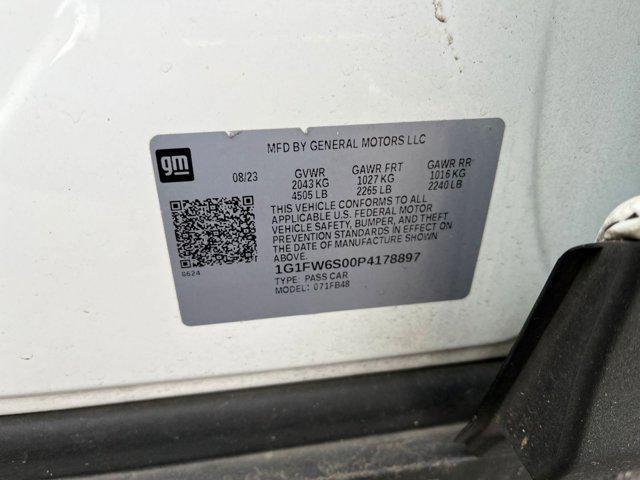 MFD BY GENERAL MOTORS LLC
gm
08/23 GVWR GAWR FRT GAWR RR
2043 KG 1027 KG 1016 KG
4505 LB 2265 LB 2240 LB
THIS VEHICLE CONFORMS TO ALL
APPLICABLE U.S. FEDERAL MOTOR
VEHICLE SAFETY, BUMPER, AND THEFT
PREVENTION STANDARDS IN EFFECT ON
THE DATE OF MANUFACTURE SHOWN
ABOVE.
8624
1G1FW6S00P4178897
TYPE: PASS CAR
MODEL: 071FB48